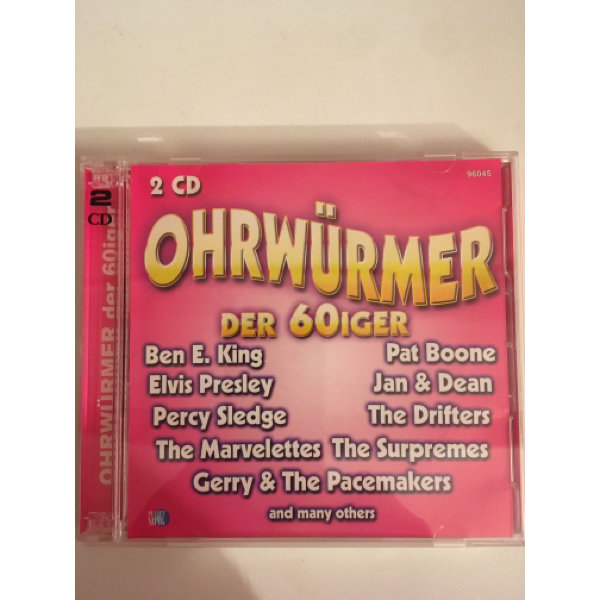 2 CD
96045
OHRWÜRMER
DER 60IGER
Ben E. King
Pat Boone
Elvis Presley
Jan & Dean
Percy Sledge
The Drifters
The Marvelettes
The Surpremes
Gerry & The Pacemakers
and many others
2
CD
OHRWÜRMER der 60iger